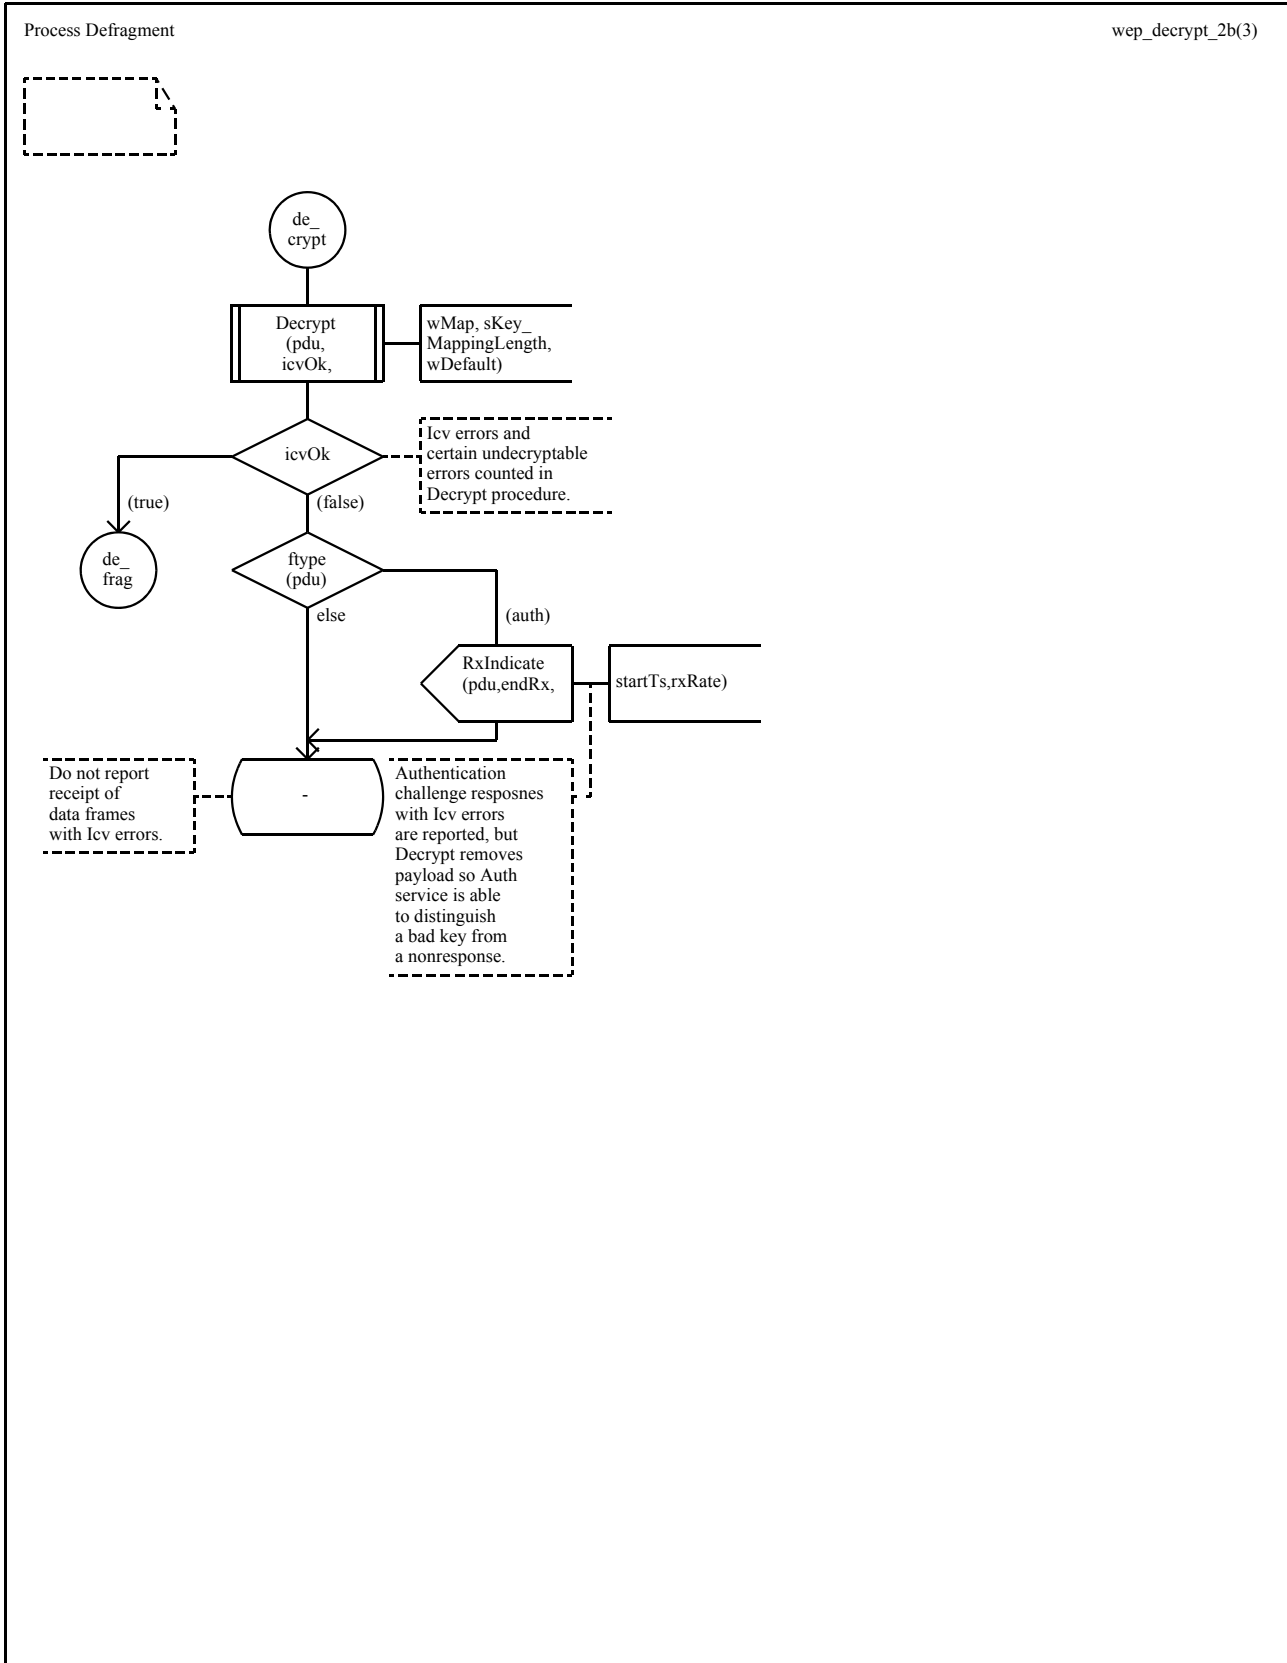 Process Defragment
wep_decrypt_2b(3)
de_
crypt
Decrypt
(pdu,
icvOk,
wMap, sKey_
MappingLength,
wDefault)
icvOk
Icv errors and
certain undecryptable
errors counted in
Decrypt procedure.
(true)
(false)
de_
frag
ftype
(pdu)
else
(auth)
RxIndicate
(pdu,endRx,
startTs,rxRate)
Do not report
receipt of
data frames
with Icv errors.
-
Authentication
challenge resposnes
with Icv errors
are reported, but
Decrypt removes
payload so Auth
service is able
to distinguish
a bad key from
a nonresponse.